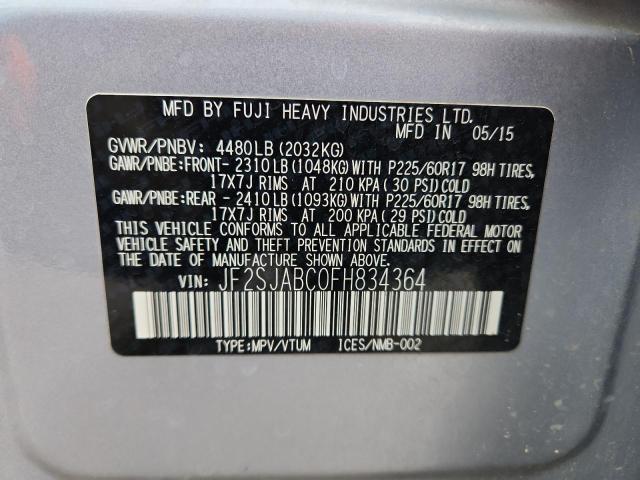 MFD BY FUJI HEAVY INDUSTRIES LTD.
MFD IN 05/15
GVWR/PNBV: 4480LB (2032KG)
GAWR/PNBE:FRONT- 2310LB (1048KG) WITH P225/60R17 98H TIRES,
17X7J RIMS AT 210 KPA (30 PSI) COLD
GAWR/PNBE:REAR - 2410LB (1093KG) WITH P225/60R17 98H TIRES,
17X7J RIMS AT 200 KPA (29 PSI) COLD
THIS VEHICLE CONFORMS TO ALL APPLICABLE FEDERAL MOTOR
VEHICLE SAFETY AND THEFT PREVENTION STANDARDS IN EFFECT ON
THE DATE OF MANUFACTURE SHOWN ABOVE.
VIN: JF2SJABC0FH834364
TYPE:MPV/VTUM ICES/NMB-002